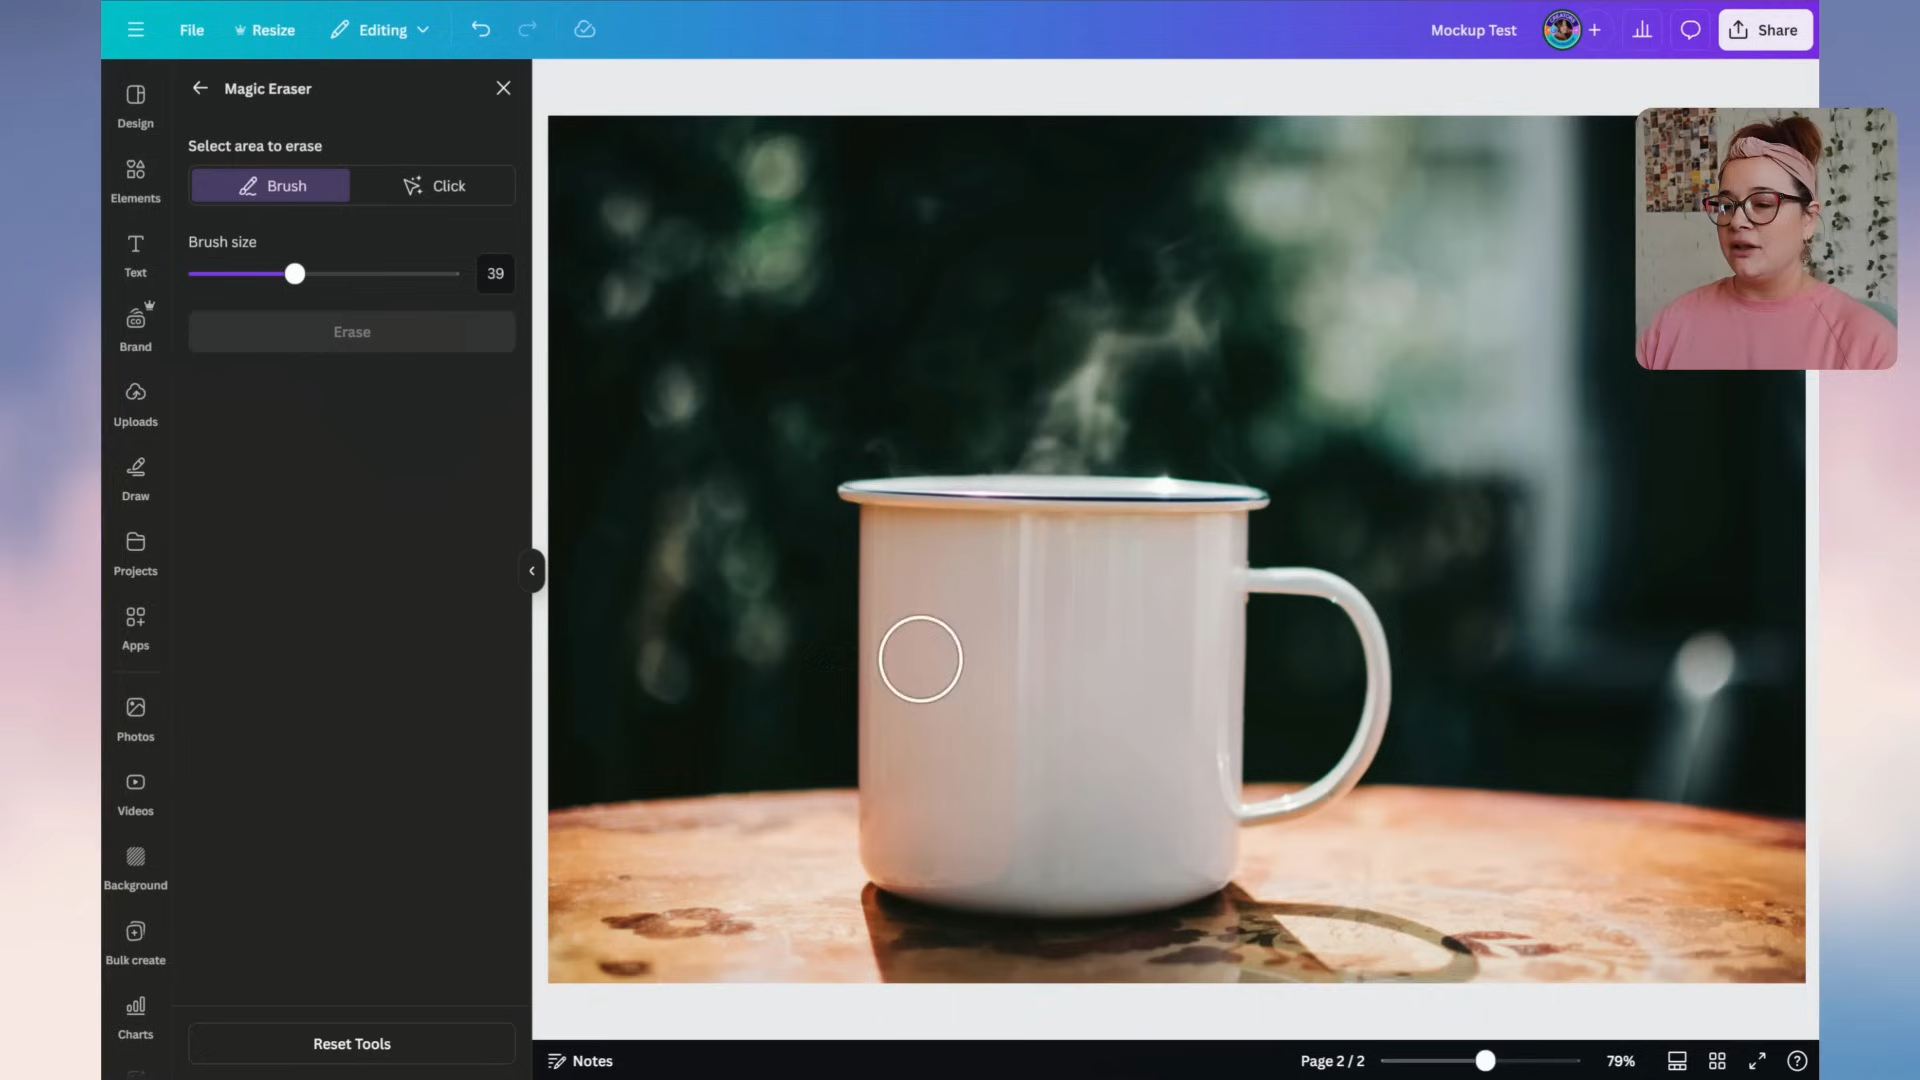 File
Resize
Editing
Mockup Test
Share
Design
Elements
Text
Brand
Uploads
Draw
Projects
Apps
Photos
Videos
Background
Bulk create
Charts
Magic Eraser
Select area to erase
Brush
Click
Brush size
39
Erase
Reset Tools
Notes
Page 2 / 2
79%